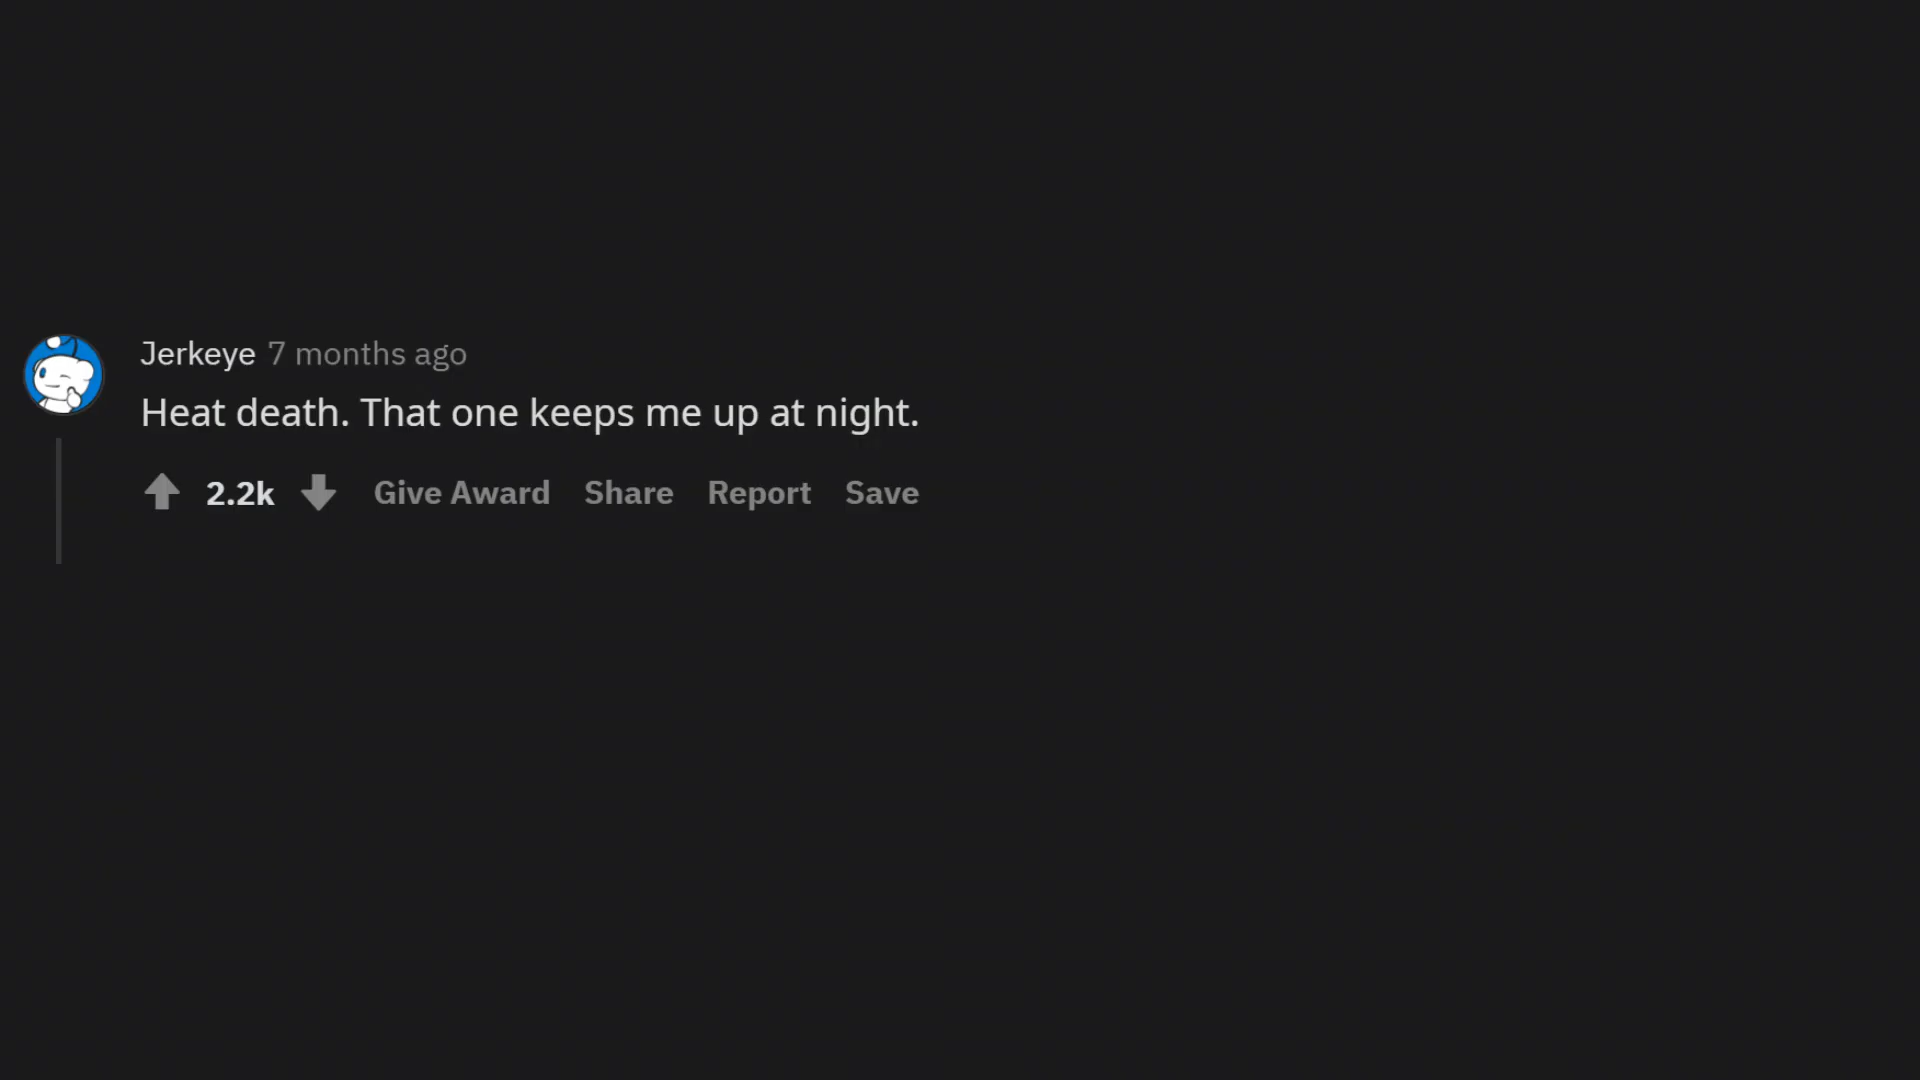 Jerkeye 7 months ago
Heat death. That one keeps me up at night.
2.2k Give Award Share Report Save